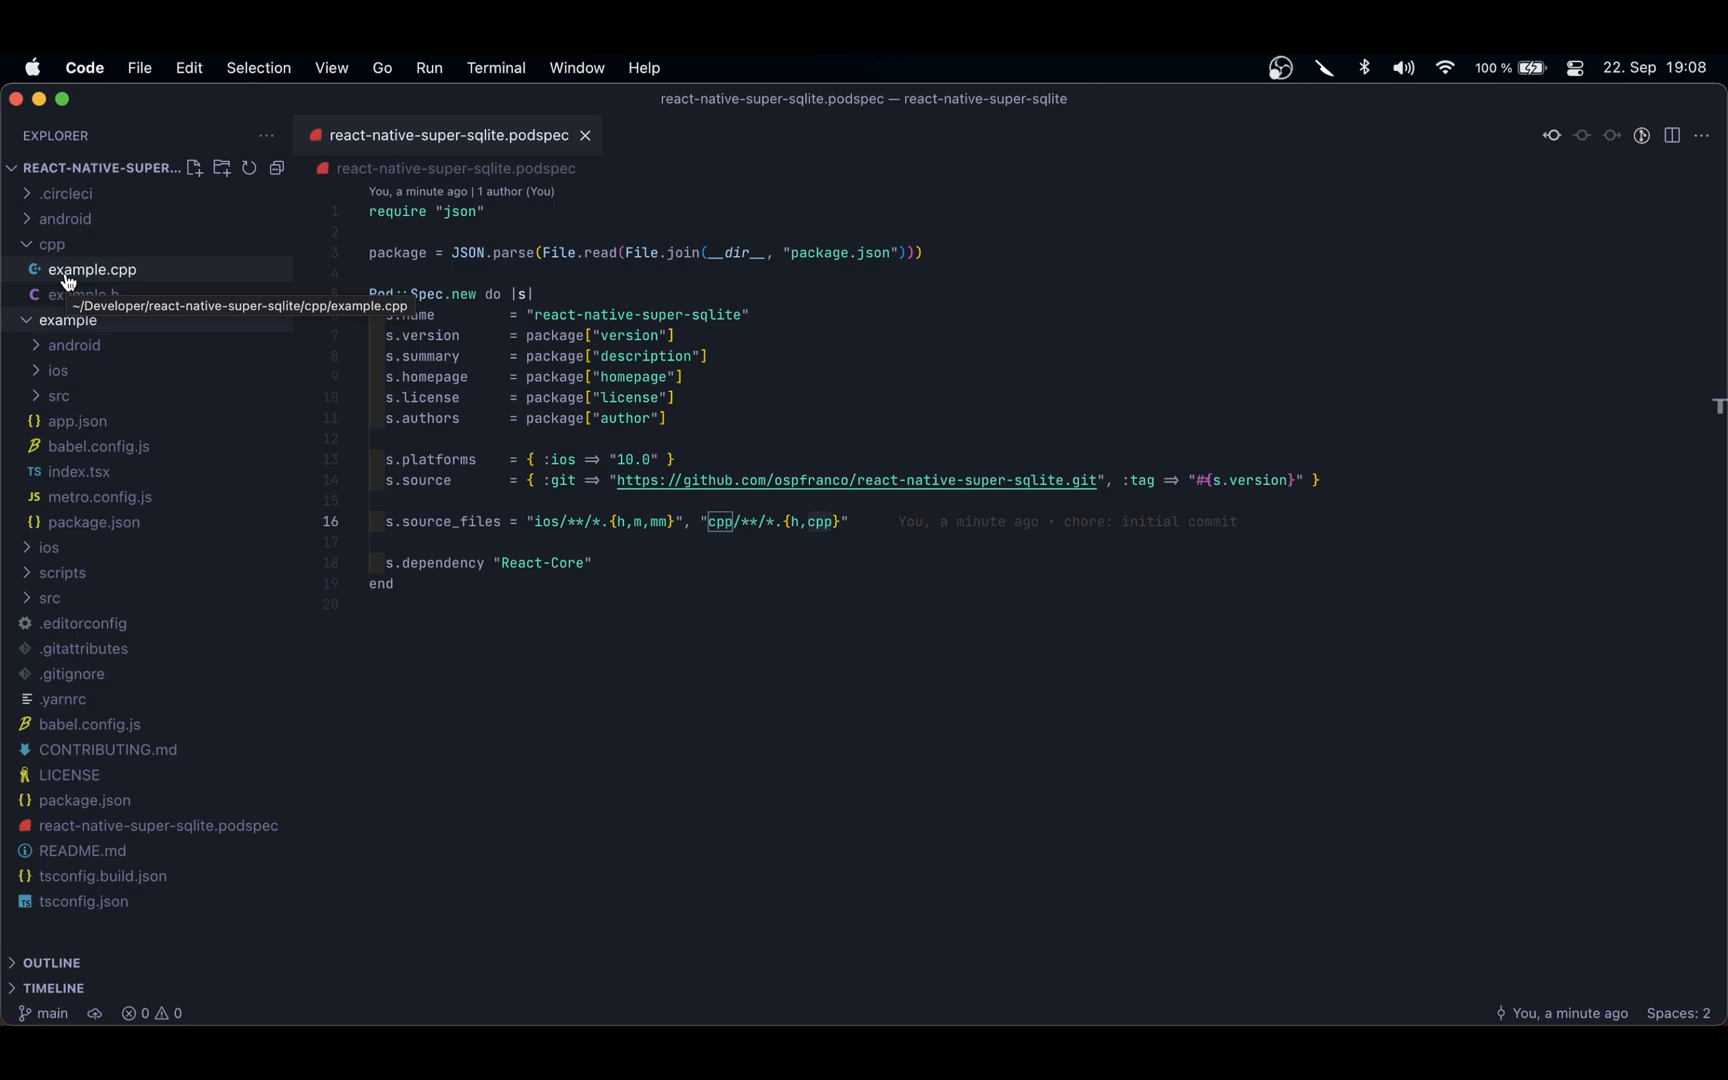 Code File Edit Selection View Go Run Terminal Window Help 100 % 22. Sep 19:08
react-native-super-sqlite.podspec — react-native-super-sqlite
EXPLORER
REACT-NATIVE-SUPER...
.circleci
android
cpp
example.cpp
example.h
~/Developer/react-native-super-sqlite/cpp/example.cpp
example
android
ios
src
app.json
babel.config.js
TS index.tsx
JS metro.config.js
package.json
ios
scripts
src
.editorconfig
.gitattributes
.gitignore
.yarnrc
babel.config.js
CONTRIBUTING.md
LICENSE
package.json
react-native-super-sqlite.podspec
README.md
tsconfig.build.json
tsconfig.json
OUTLINE
TIMELINE
react-native-super-sqlite.podspec
react-native-super-sqlite.podspec
You, a minute ago | 1 author (You)
1 require "json"
2
3 package = JSON.parse(File.read(File.join(__dir__, "package.json")))
4
Pod::Spec.new do |s|
s.name = "react-native-super-sqlite"
7 s.version = package["version"]
8 s.summary = package["description"]
9 s.homepage = package["homepage"]
10 s.license = package["license"]
11 s.authors = package["author"]
12
13 s.platforms = { :ios => "10.0" }
14 s.source = { :git => "https://github.com/ospfranco/react-native-super-sqlite.git", :tag => "#{s.version}" }
15
16 s.source_files = "ios/**/*.{h,m,mm}", "cpp/**/*.{h,cpp}" You, a minute ago • chore: initial commit
17
18 s.dependency "React-Core"
19 end
20
main 0 0 You, a minute ago Spaces: 2